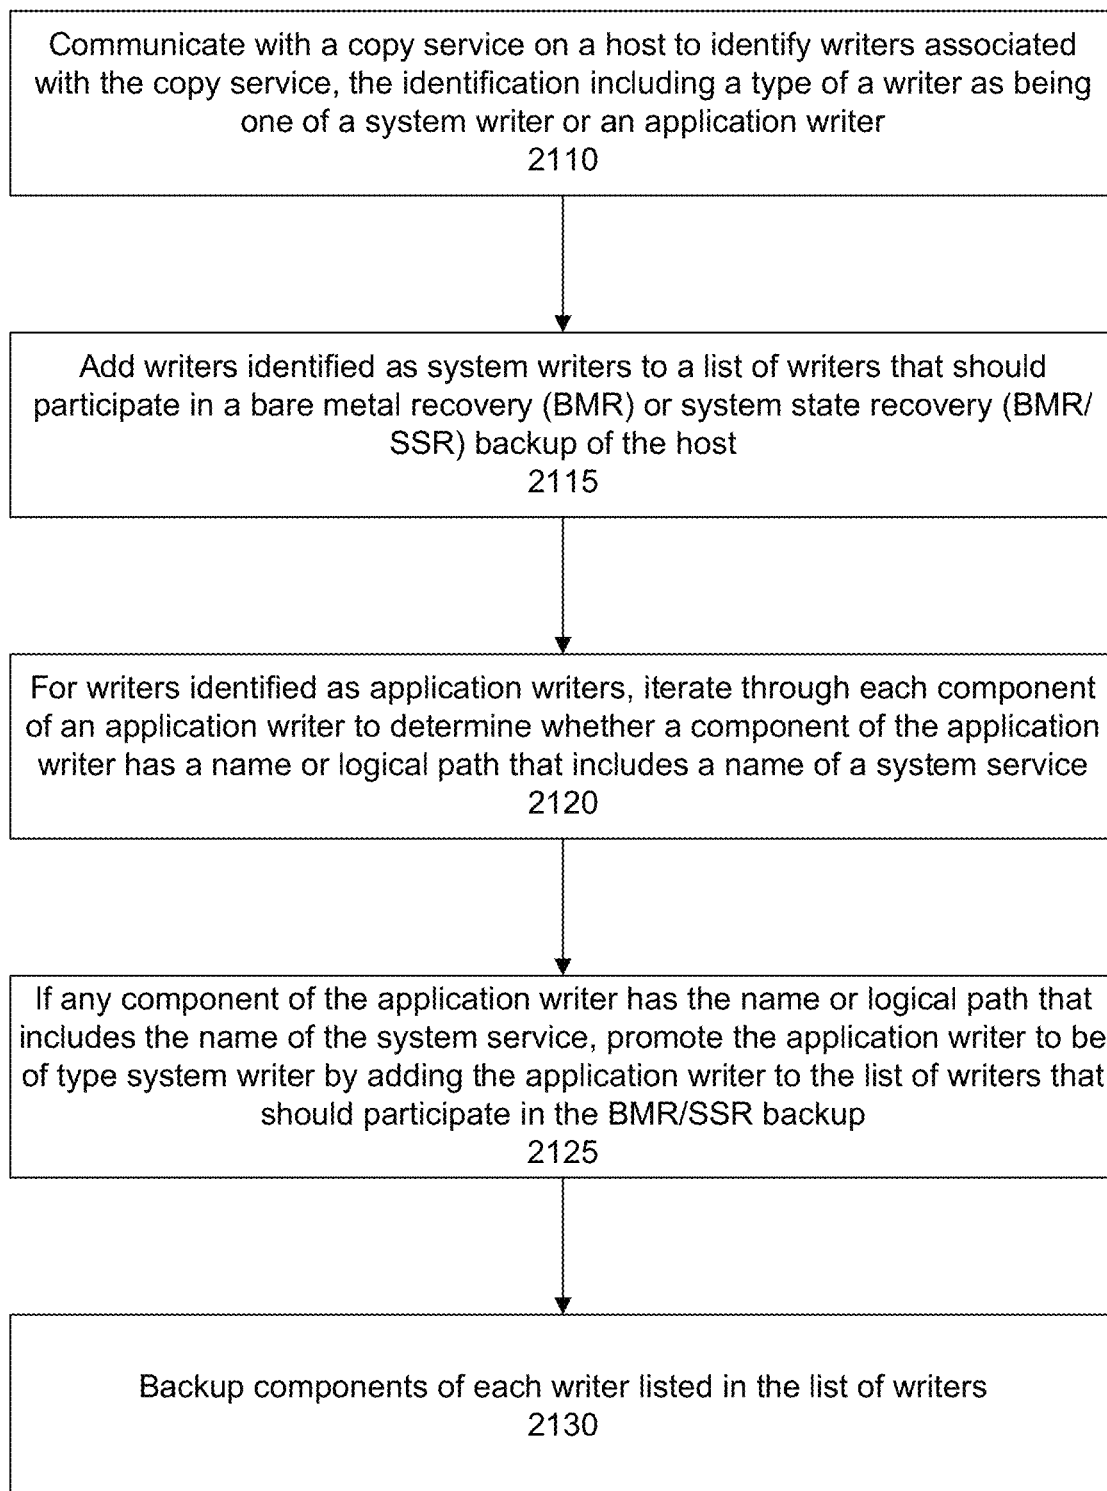 Communicate with a copy service on a host to identify writers associated
with the copy service, the identification including a type of a writer as being
one of a system writer or an application writer
2110
Add writers identified as system writers to a list of writers that should
participate in a bare metal recovery (BMR) or system state recovery (BMR/
SSR) backup of the host
2115
For writers identified as application writers, iterate through each component
of an application writer to determine whether a component of the application
writer has a name or logical path that includes a name of a system service
2120
If any component of the application writer has the name or logical path that
includes the name of the system service, promote the application writer to be
of type system writer by adding the application writer to the list of writers that
should participate in the BMR/SSR backup
2125
Backup components of each writer listed in the list of writers
2130